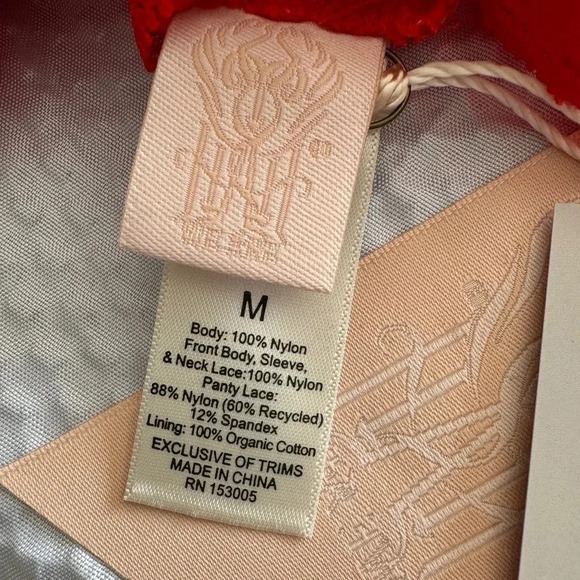 M
Body: 100% Nylon
Front Body, Sleeve,
& Neck Lace:100% Nylon
Panty Lace:
88% Nylon (60% Recycled)
12% Spandex
Lining: 100% Organic Cotton
EXCLUSIVE OF TRIMS
MADE IN CHINA
RN 153005